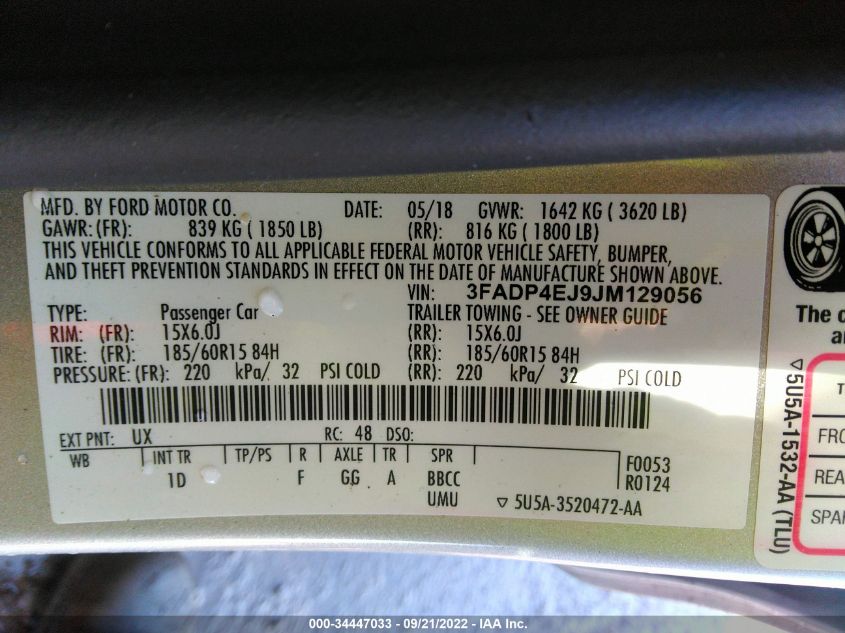 MFD. BY FORD MOTOR CO. DATE: 05/18 GVWR: 1642 KG ( 3620 LB)
GAWR:(FR): 839 KG ( 1850 LB) (RR): 816 KG ( 1800 LB)
THIS VEHICLE CONFORMS TO ALL APPLICABLE FEDERAL MOTOR VEHICLE SAFETY, BUMPER,
AND THEFT PREVENTION STANDARDS IN EFFECT ON THE DATE OF MANUFACTURE SHOWN ABOVE.
VIN: 3FADP4EJ9JM129056
TYPE: Passenger Car TRAILER TOWING - SEE OWNER GUIDE
RIM: (FR): 15X6.0J (RR): 15X6.0J
TIRE: (FR): 185/60R15 84H (RR): 185/60R15 84H
PRESSURE: (FR): 220 kPa/ 32 PSI COLD (RR): 220 kPa/ 32 PSI COLD
EXT PNT: UX RC: 48 DSO:
WB INT TR TP/PS R AXLE TR SPR F0053
1D F GG A BBCC R0124
UMU ▽ 5U5A-3520472-AA
▽ 5U5A-1532-AA (TLU)
The
T
FRO
REA
SPAR
000-34447033 / 09/21/2022 - IAA Inc.